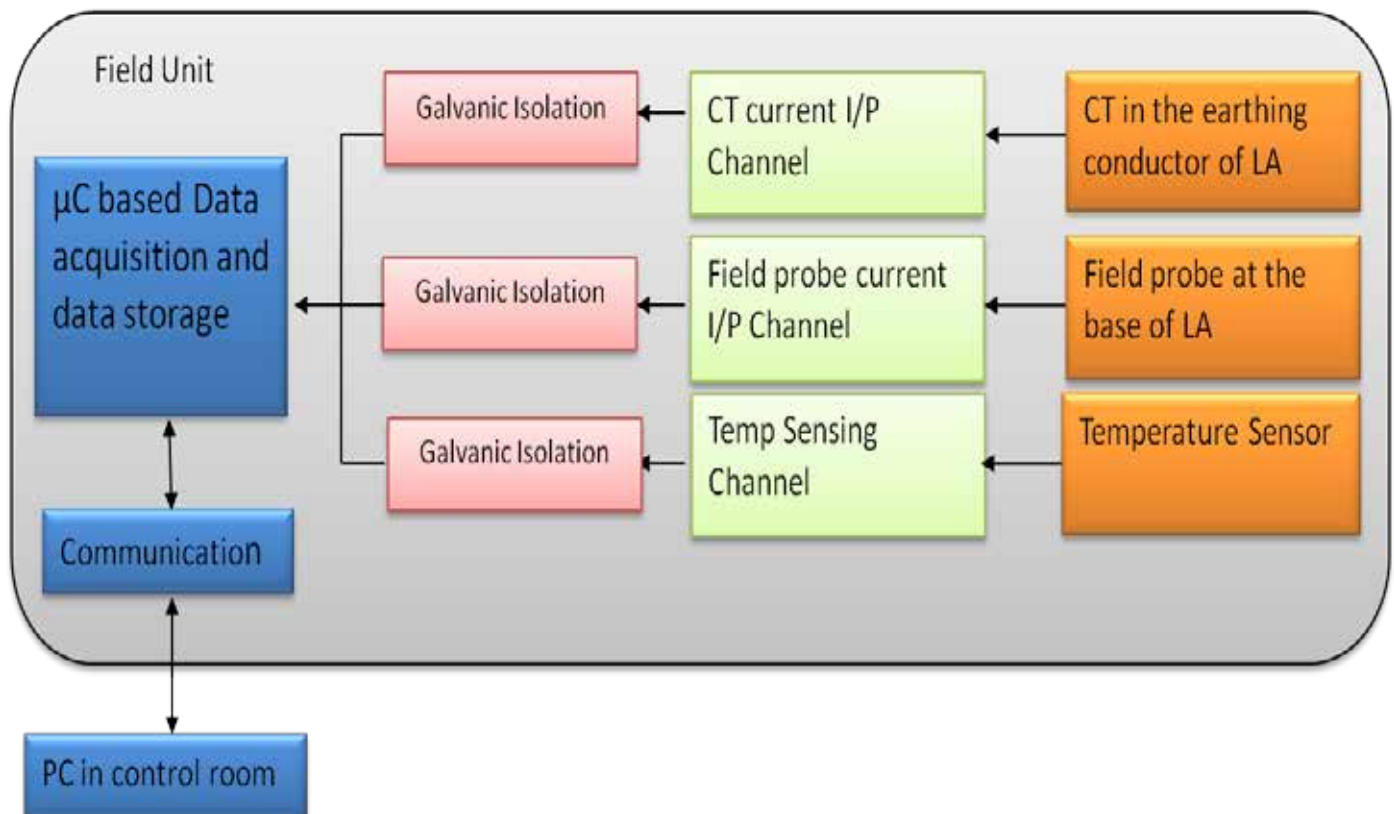 Field Unit
Galvanic Isolation
CT current I/P
Channel
CT in the earthing
conductor of LA
µC based Data
acquisition and
data storage
Galvanic Isolation
Field probe current
I/P Channel
Field probe at the
base of LA
Galvanic Isolation
Temp Sensing
Channel
Temperature Sensor
Communication
PC in control room